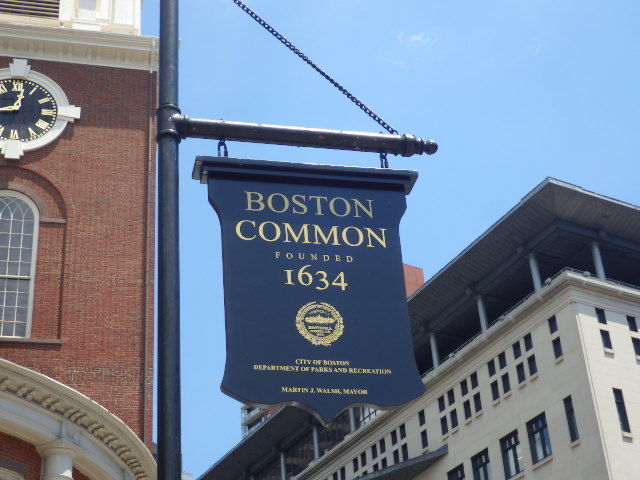 BOSTON
COMMON
FOUNDED
1634
CITY OF BOSTON
DEPARTMENT OF PARKS AND RECREATION
MARTIN J. WALSH, MAYOR